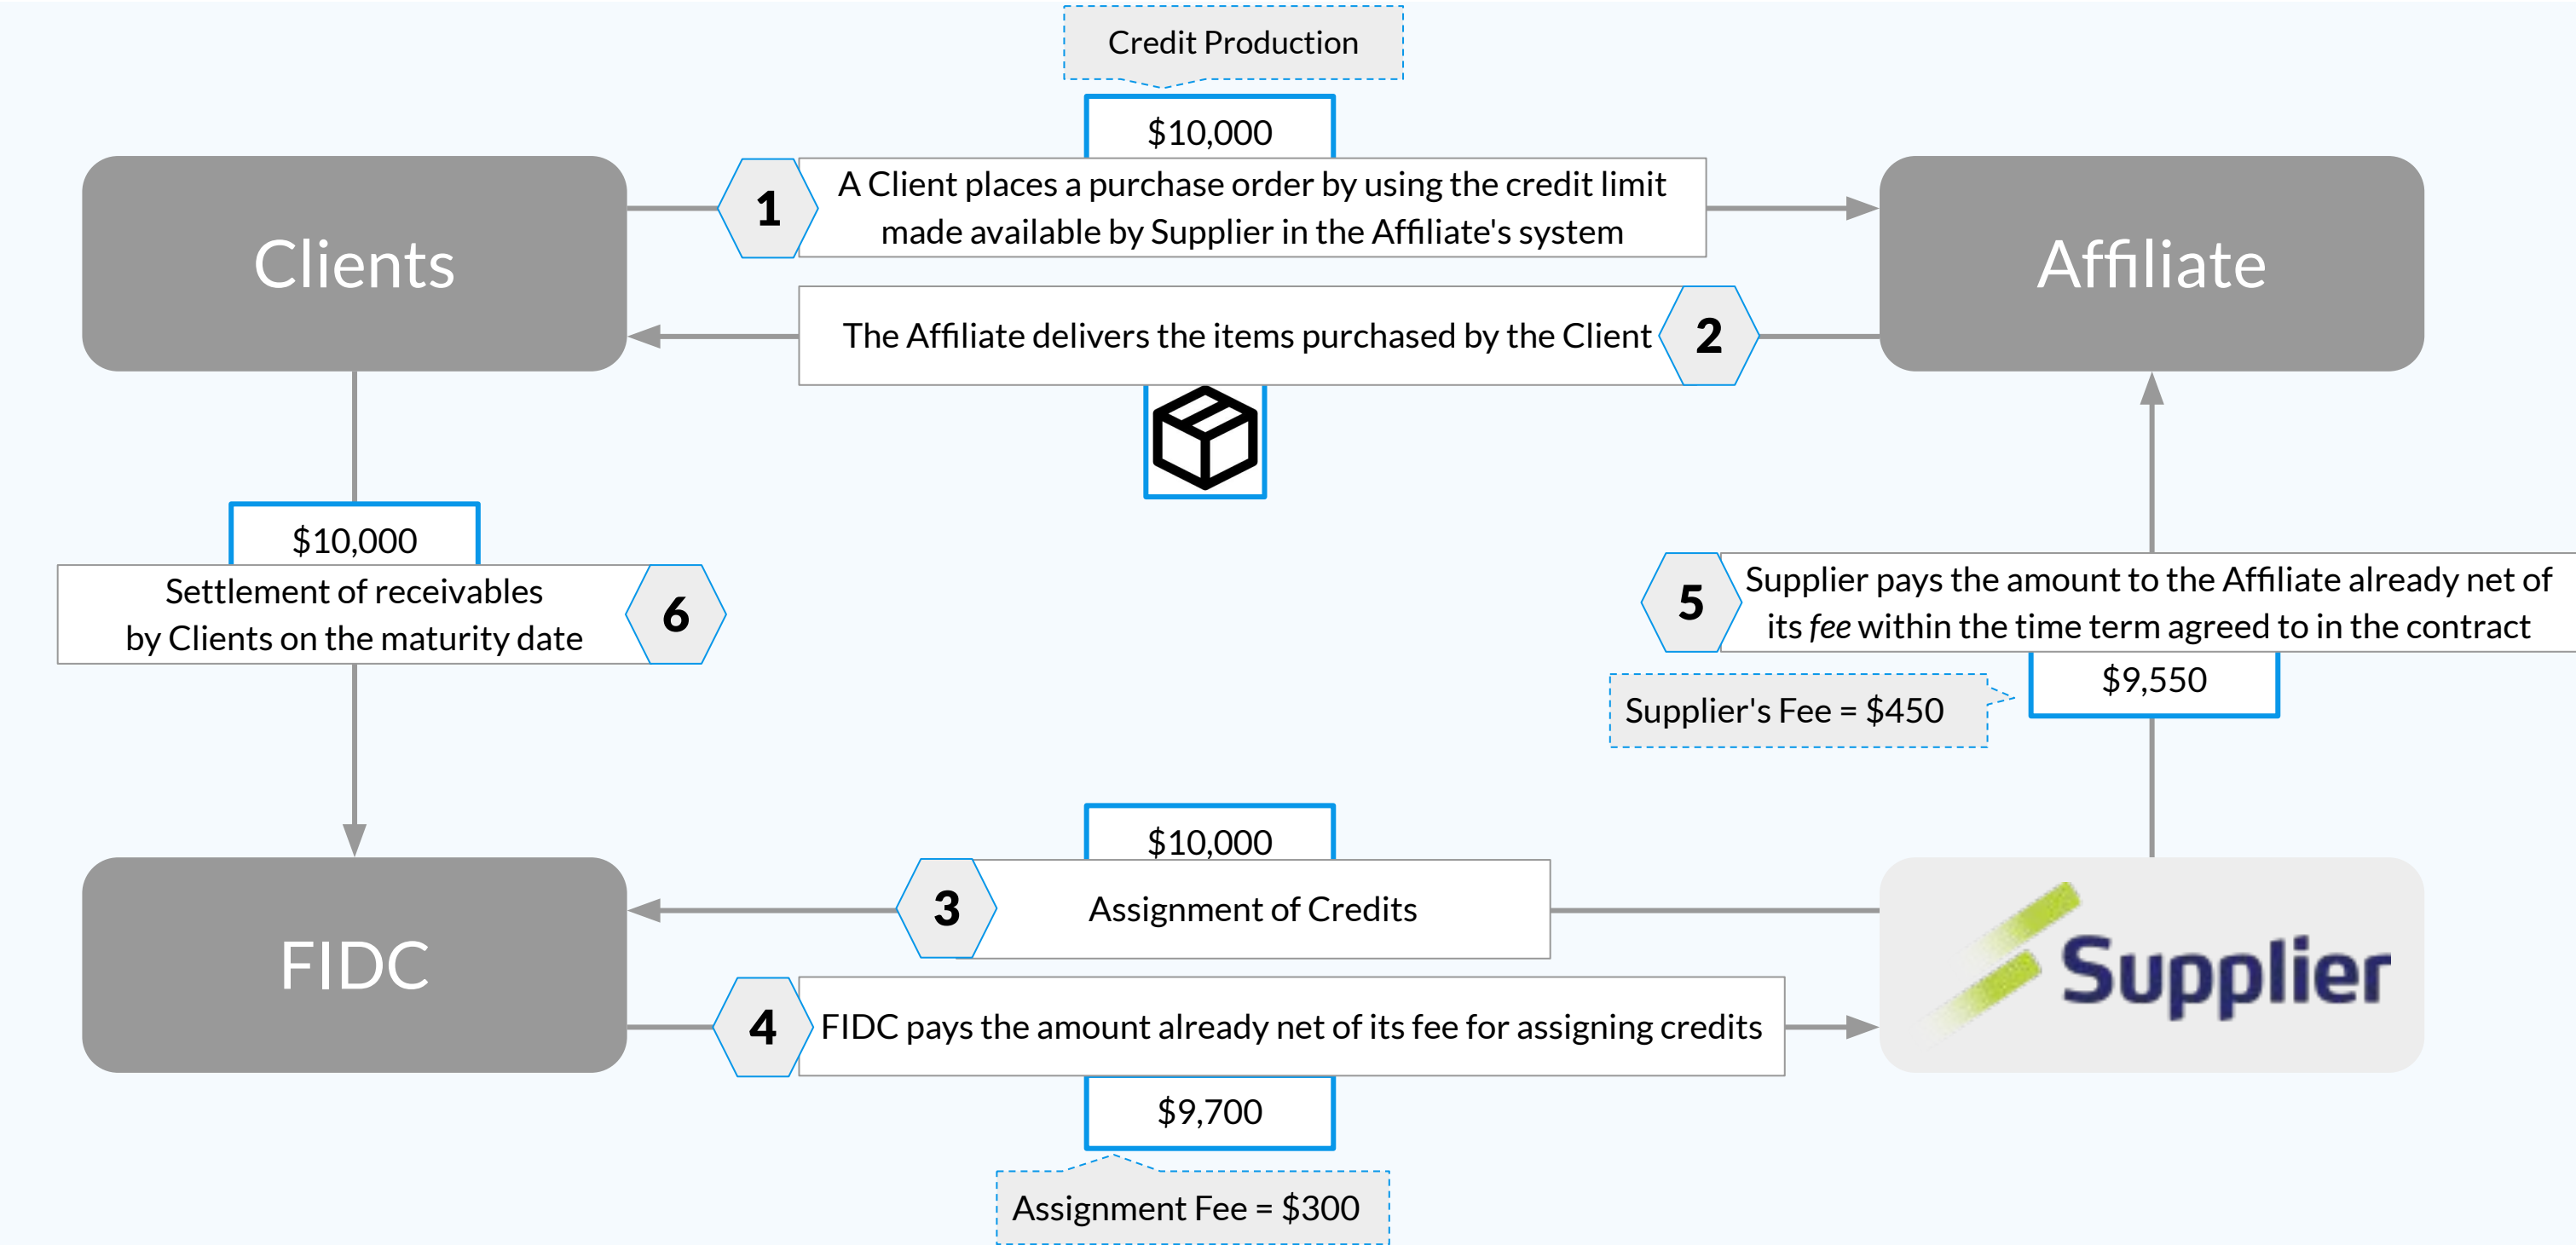 Credit Production
$10,000
Clients
1
A Client places a purchase order by using the credit limit
made available by Supplier in the Affiliate's system
Affiliate
The Affiliate delivers the items purchased by the Client
2
$10,000
Settlement of receivables
by Clients on the maturity date
6
5
Supplier pays the amount to the Affiliate already net of
its fee within the time term agreed to in the contract
$9,550
Supplier's Fee = $450
$10,000
3
Assignment of Credits
FIDC
Supplier
4
FIDC pays the amount already net of its fee for assigning credits
$9,700
Assignment Fee = $300